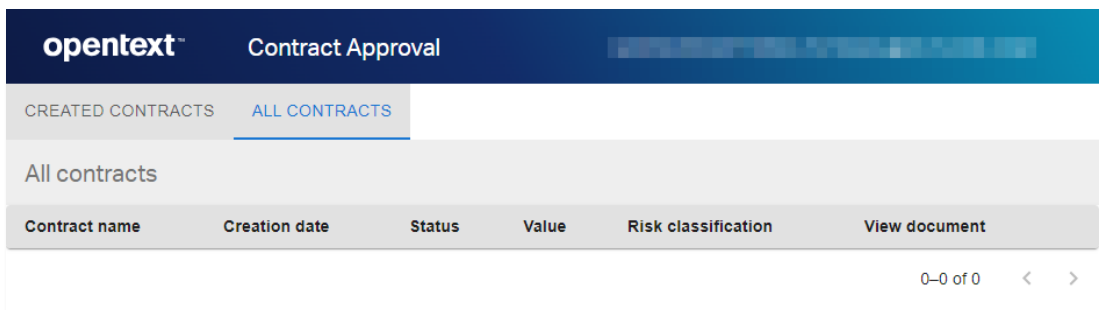 opentext™ Contract Approval
CREATED CONTRACTS ALL CONTRACTS
All contracts
Contract name Creation date Status Value Risk classification View document
0–0 of 0 < >